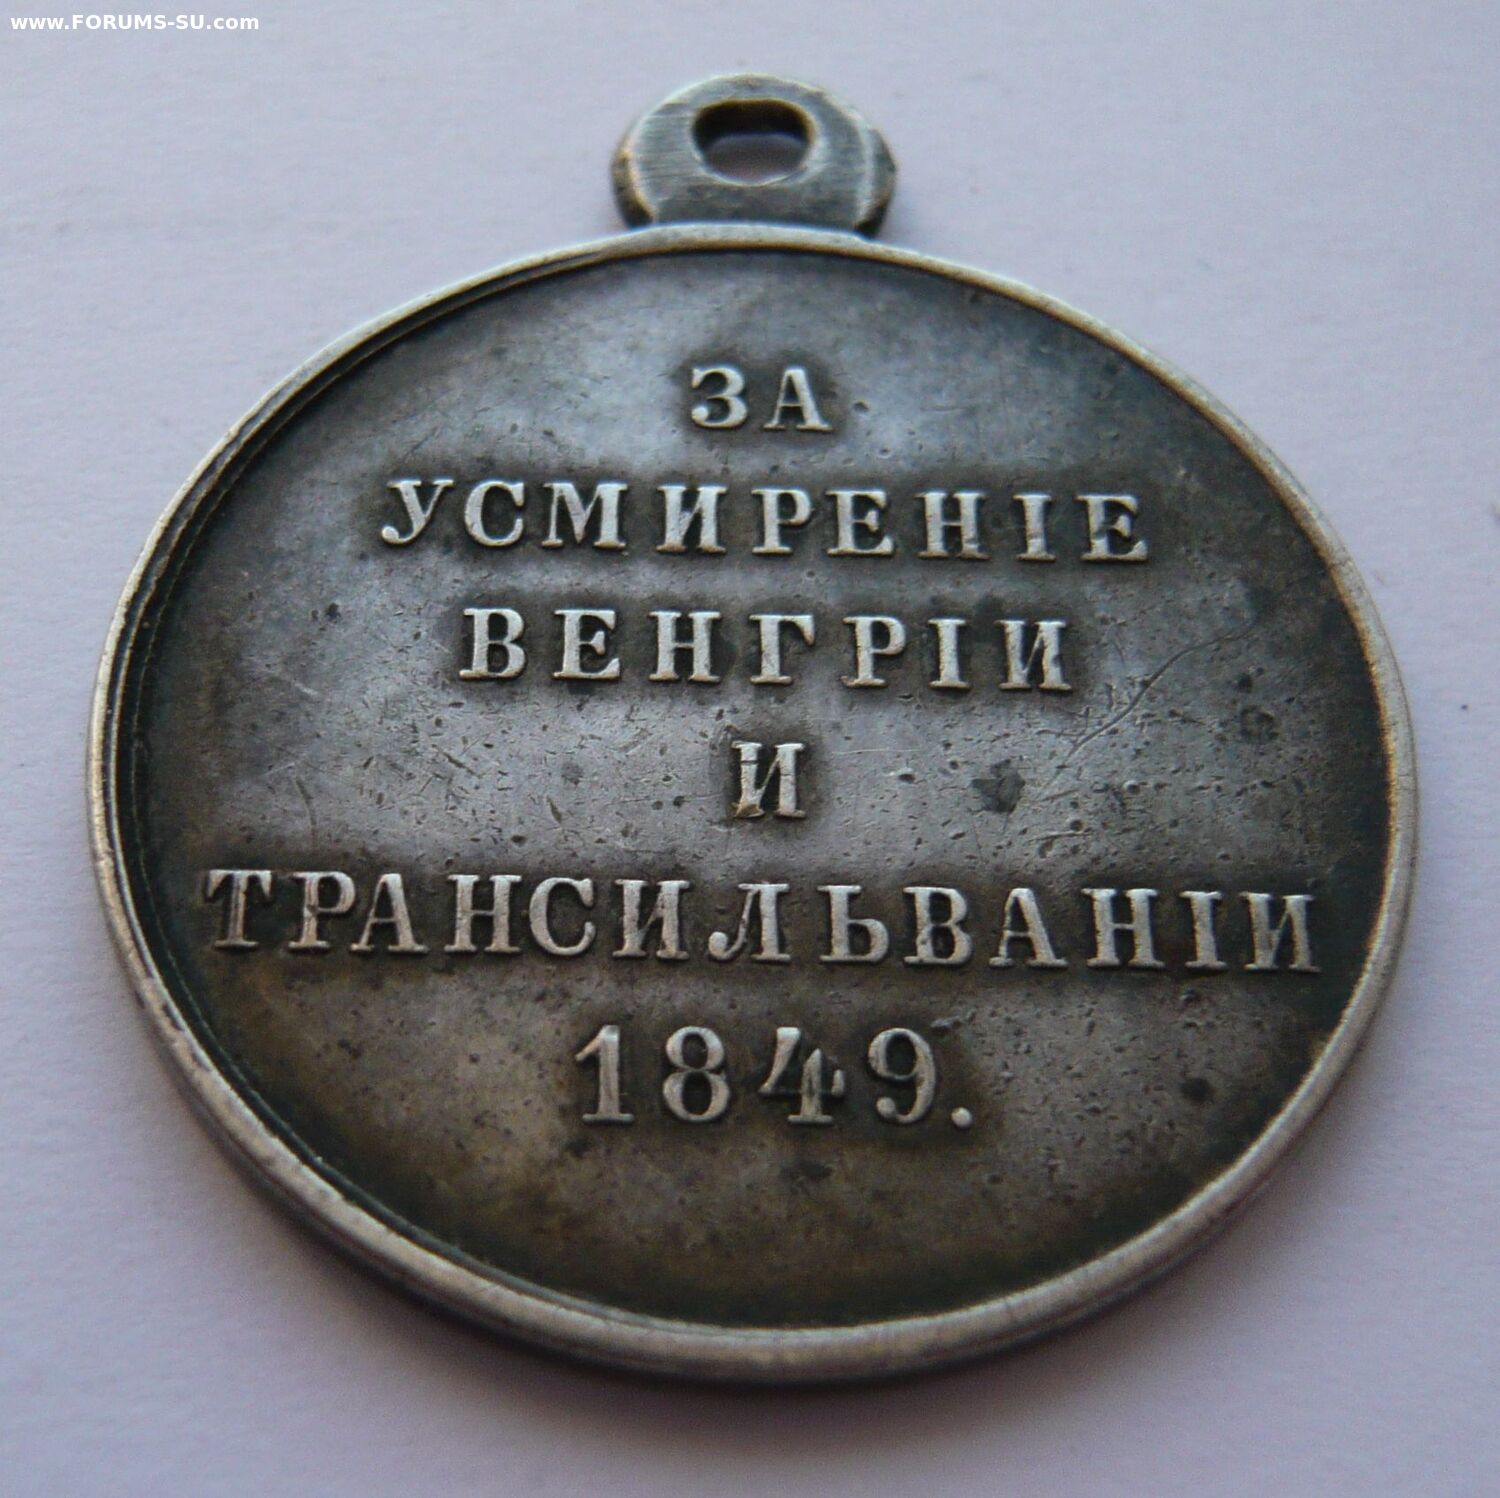 www.FORUMS-SU.com
ЗА
УСМИРЕНІЕ
ВЕНГРІИ
И
ТРАНСИЛЬВАНІИ
1849.